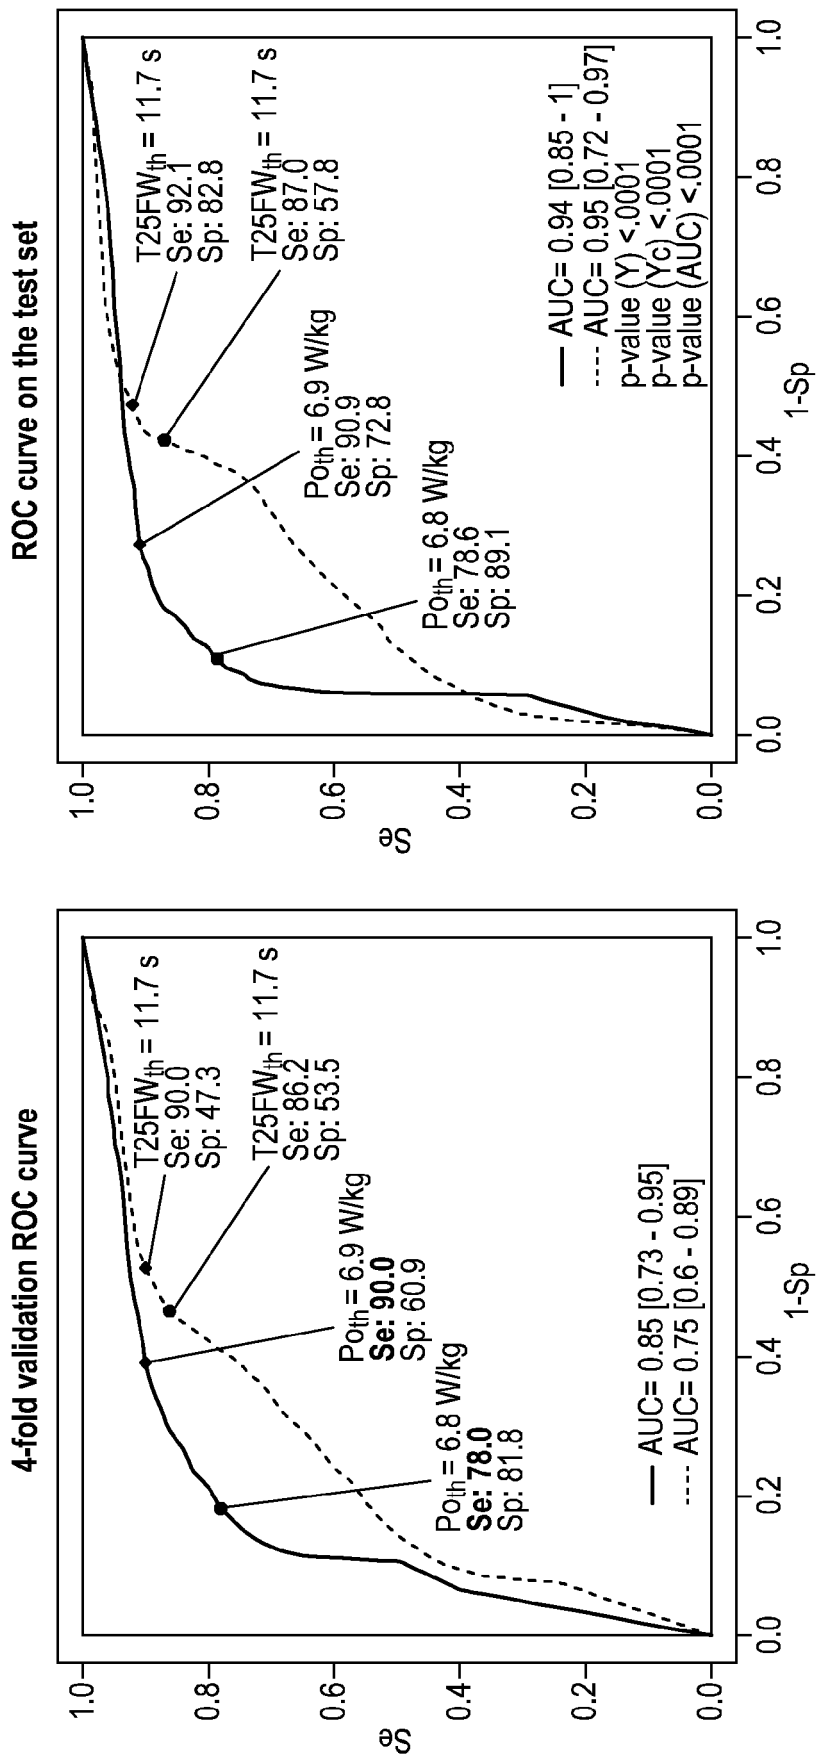 4-fold validation ROC curve
Se
1.0
0.8
0.6
0.4
0.2
0.0
T25FWth = 11.7 s
Se: 90.0
Sp: 47.3
T25FWth = 11.7 s
Se: 86.2
Sp: 53.5
Poth = 6.9 W/kg
Se: 90.0
Sp: 60.9
Poth = 6.8 W/kg
Se: 78.0
Sp: 81.8
AUC= 0.85 [0.73 - 0.95]
AUC= 0.75 [0.6 - 0.89]
0.0 0.2 0.4 0.6 0.8 1.0
1-Sp
ROC curve on the test set
Se
1.0
0.8
0.6
0.4
0.2
0.0
T25FWth = 11.7 s
Se: 92.1
Sp: 82.8
T25FWth = 11.7 s
Se: 87.0
Sp: 57.8
Poth = 6.9 W/kg
Se: 90.9
Sp: 72.8
Poth = 6.8 W/kg
Se: 78.6
Sp: 89.1
AUC= 0.94 [0.85 - 1]
AUC= 0.95 [0.72 - 0.97]
p-value (Y) <.0001
p-value (Yc) <.0001
p-value (AUC) <.0001
0.0 0.2 0.4 0.6 0.8 1.0
1-Sp